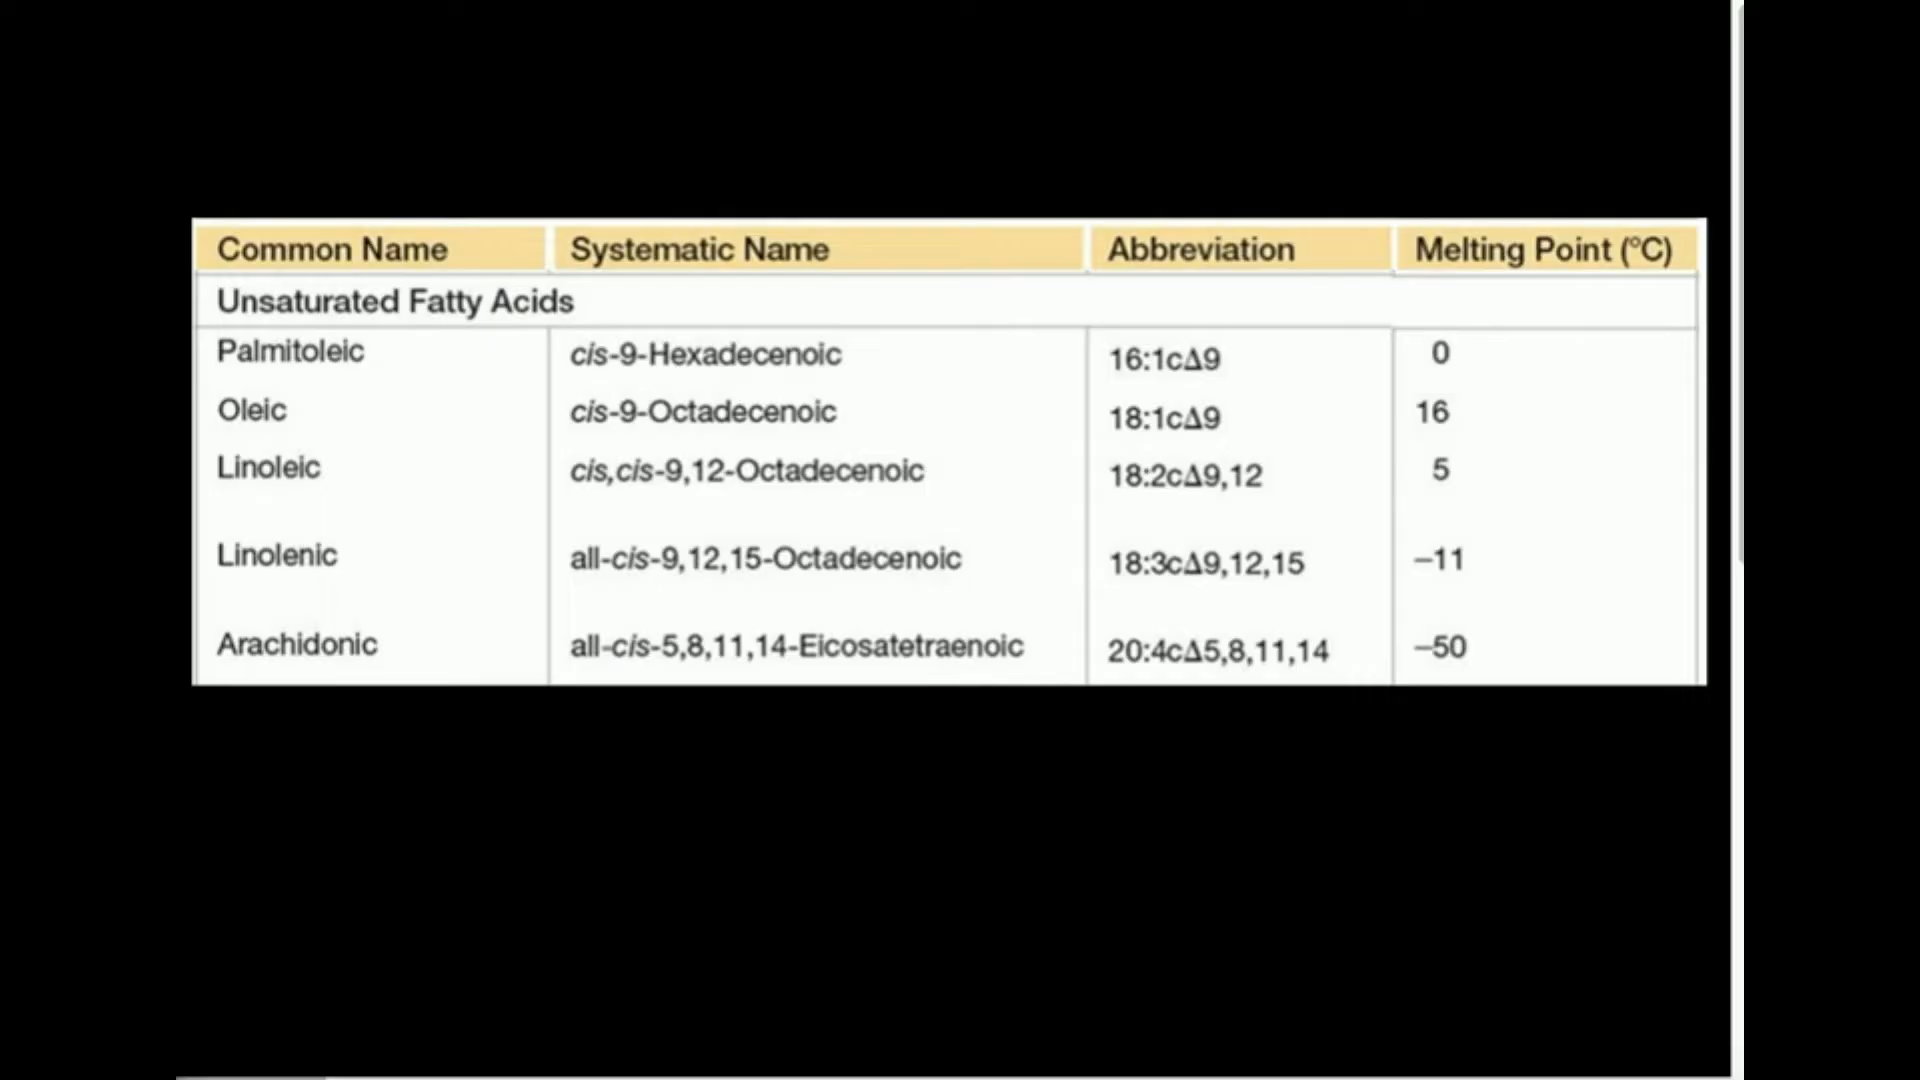 Common Name Systematic Name Abbreviation Melting Point (°C)
Unsaturated Fatty Acids
Palmitoleic cis-9-Hexadecenoic 16:1cΔ9 0
Oleic cis-9-Octadecenoic 18:1cΔ9 16
Linoleic cis,cis-9,12-Octadecenoic 18:2cΔ9,12 5
Linolenic all-cis-9,12,15-Octadecenoic 18:3cΔ9,12,15 –11
Arachidonic all-cis-5,8,11,14-Eicosatetraenoic 20:4cΔ5,8,11,14 –50